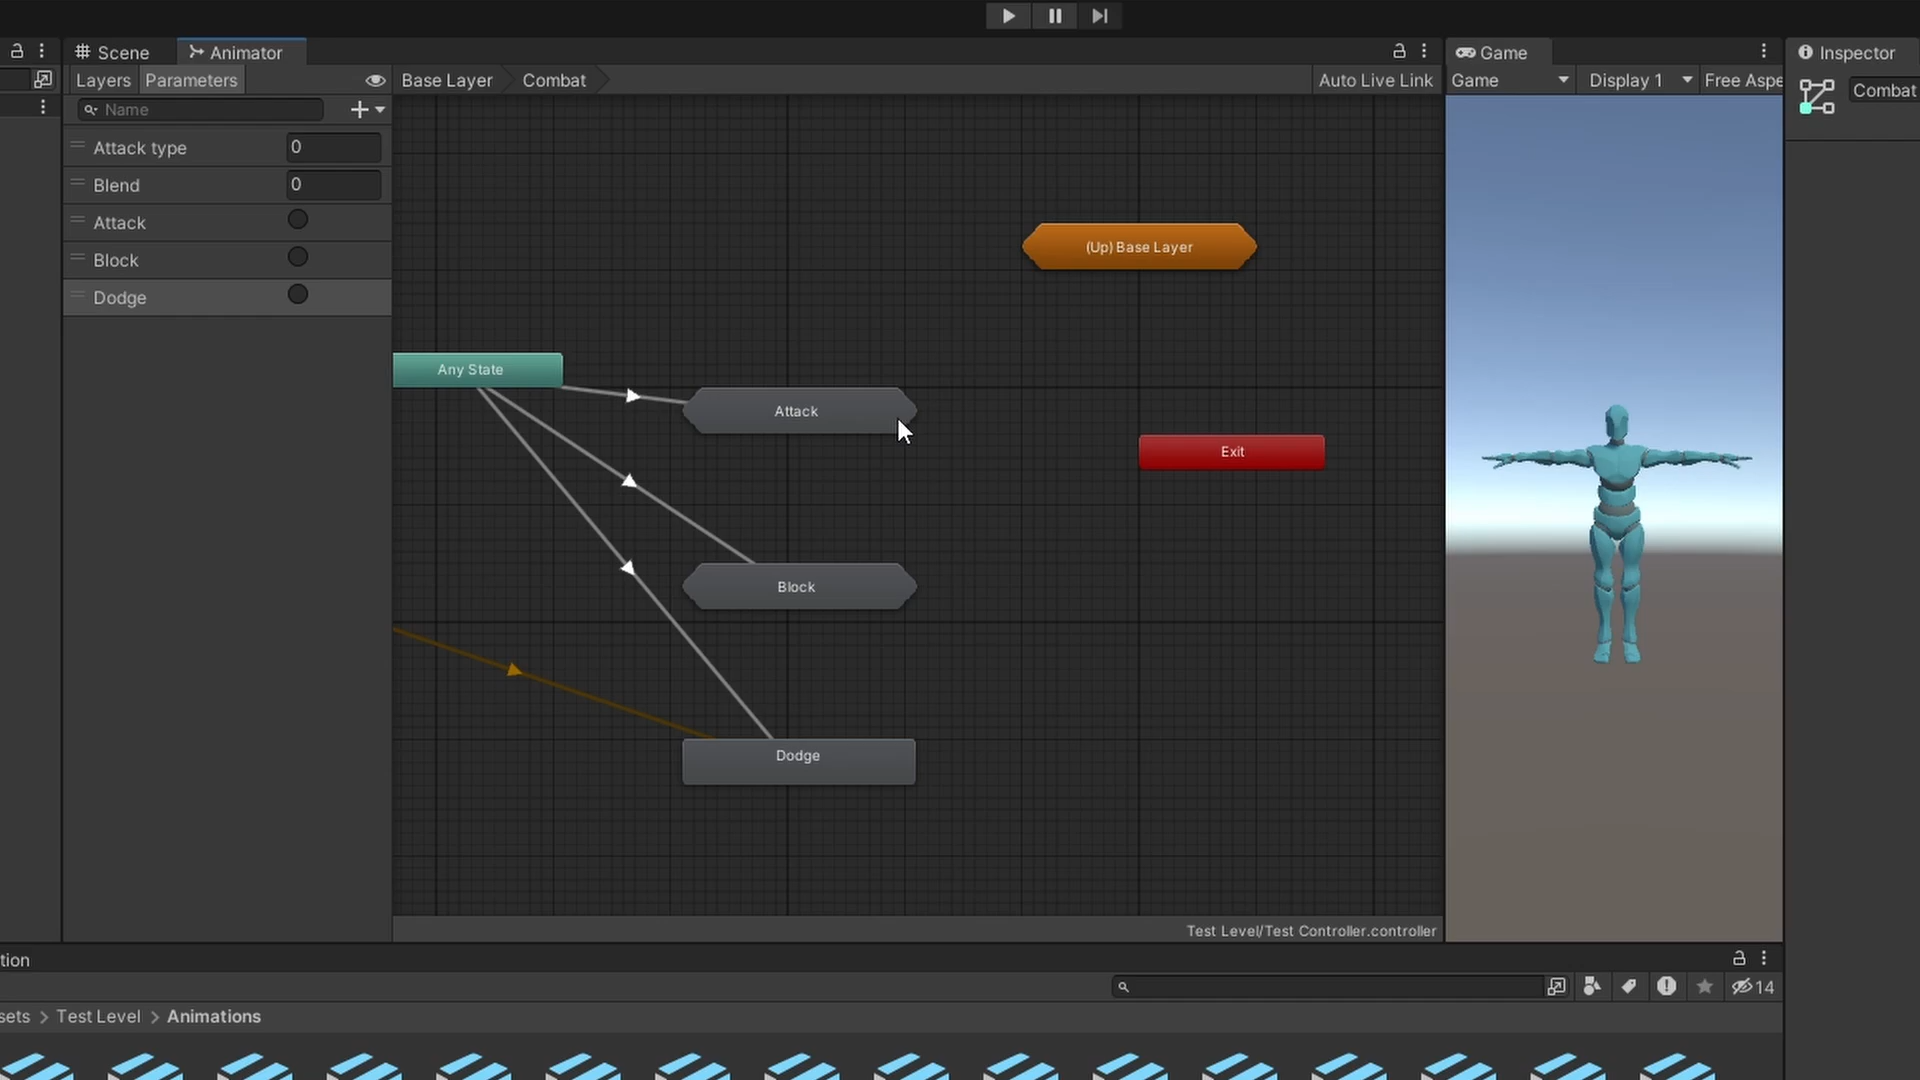 Scene
Animator
Layers
Parameters
Base Layer
Combat
Auto Live Link
Name
Attack type
0
Blend
0
Attack
Block
Dodge
Any State
(Up) Base Layer
Attack
Exit
Block
Dodge
Test Level/Test Controller.controller
Game
Game
Display 1
Free Aspe
Inspector
Combat
tion
14
sets > Test Level > Animations